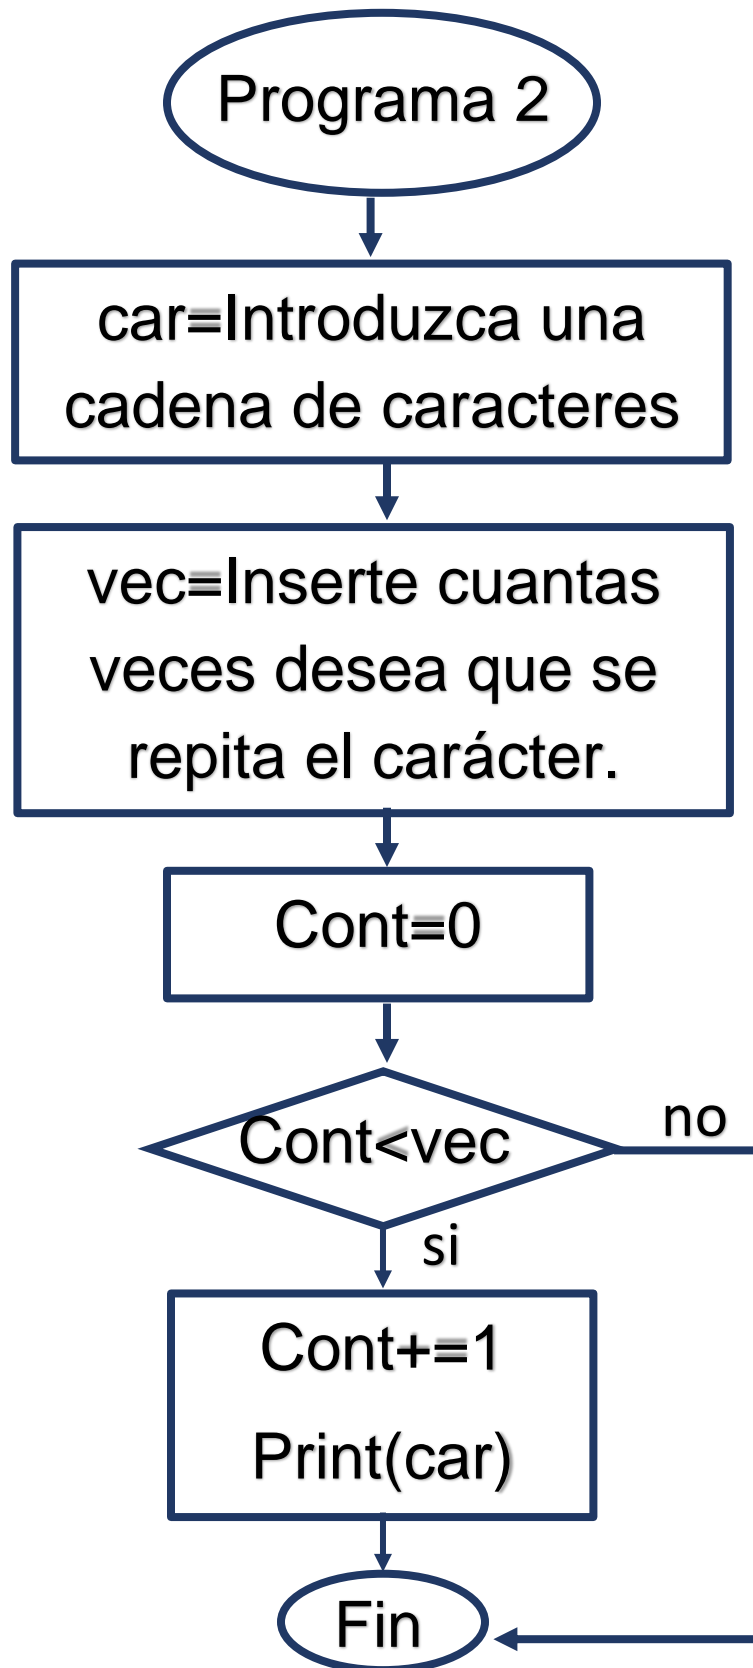 Programa 2
car=Introduzca una
cadena de caracteres
vec=Inserte cuantas
veces desea que se
repita el carácter.
Cont=0
Cont<vec
no
si
Cont+=1
Print(car)
Fin